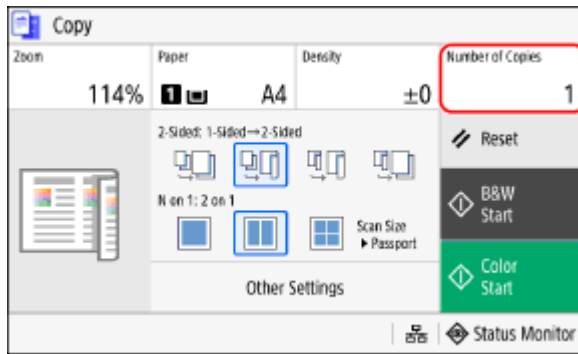 Copy
Zoom
114%
Paper
1 A4
Density
±0
Number of Copies
1
2-Sided: 1-Sided→2-Sided
N on 1: 2 on 1
Scan Size
▶ Passport
Other Settings
Reset
B&W
Start
Color
Start
Status Monitor